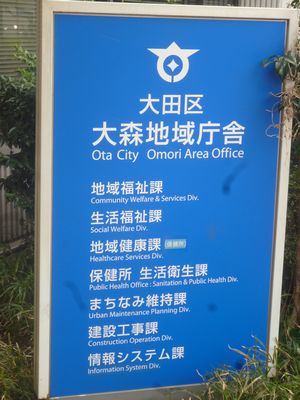 大田区
大森地域庁舎
Ota City Omori Area Office
地域福祉課
Community Welfare & Services Div.
生活福祉課
Social Welfare Div.
地域健康課 保健所
Healthcare Services Div.
保健所 生活衛生課
Public Health Office : Sanitation & Public Health Div.
まちなみ維持課
Urban Maintenance Planning Div.
建設工事課
Construction Operation Div.
情報システム課
Information System Div.